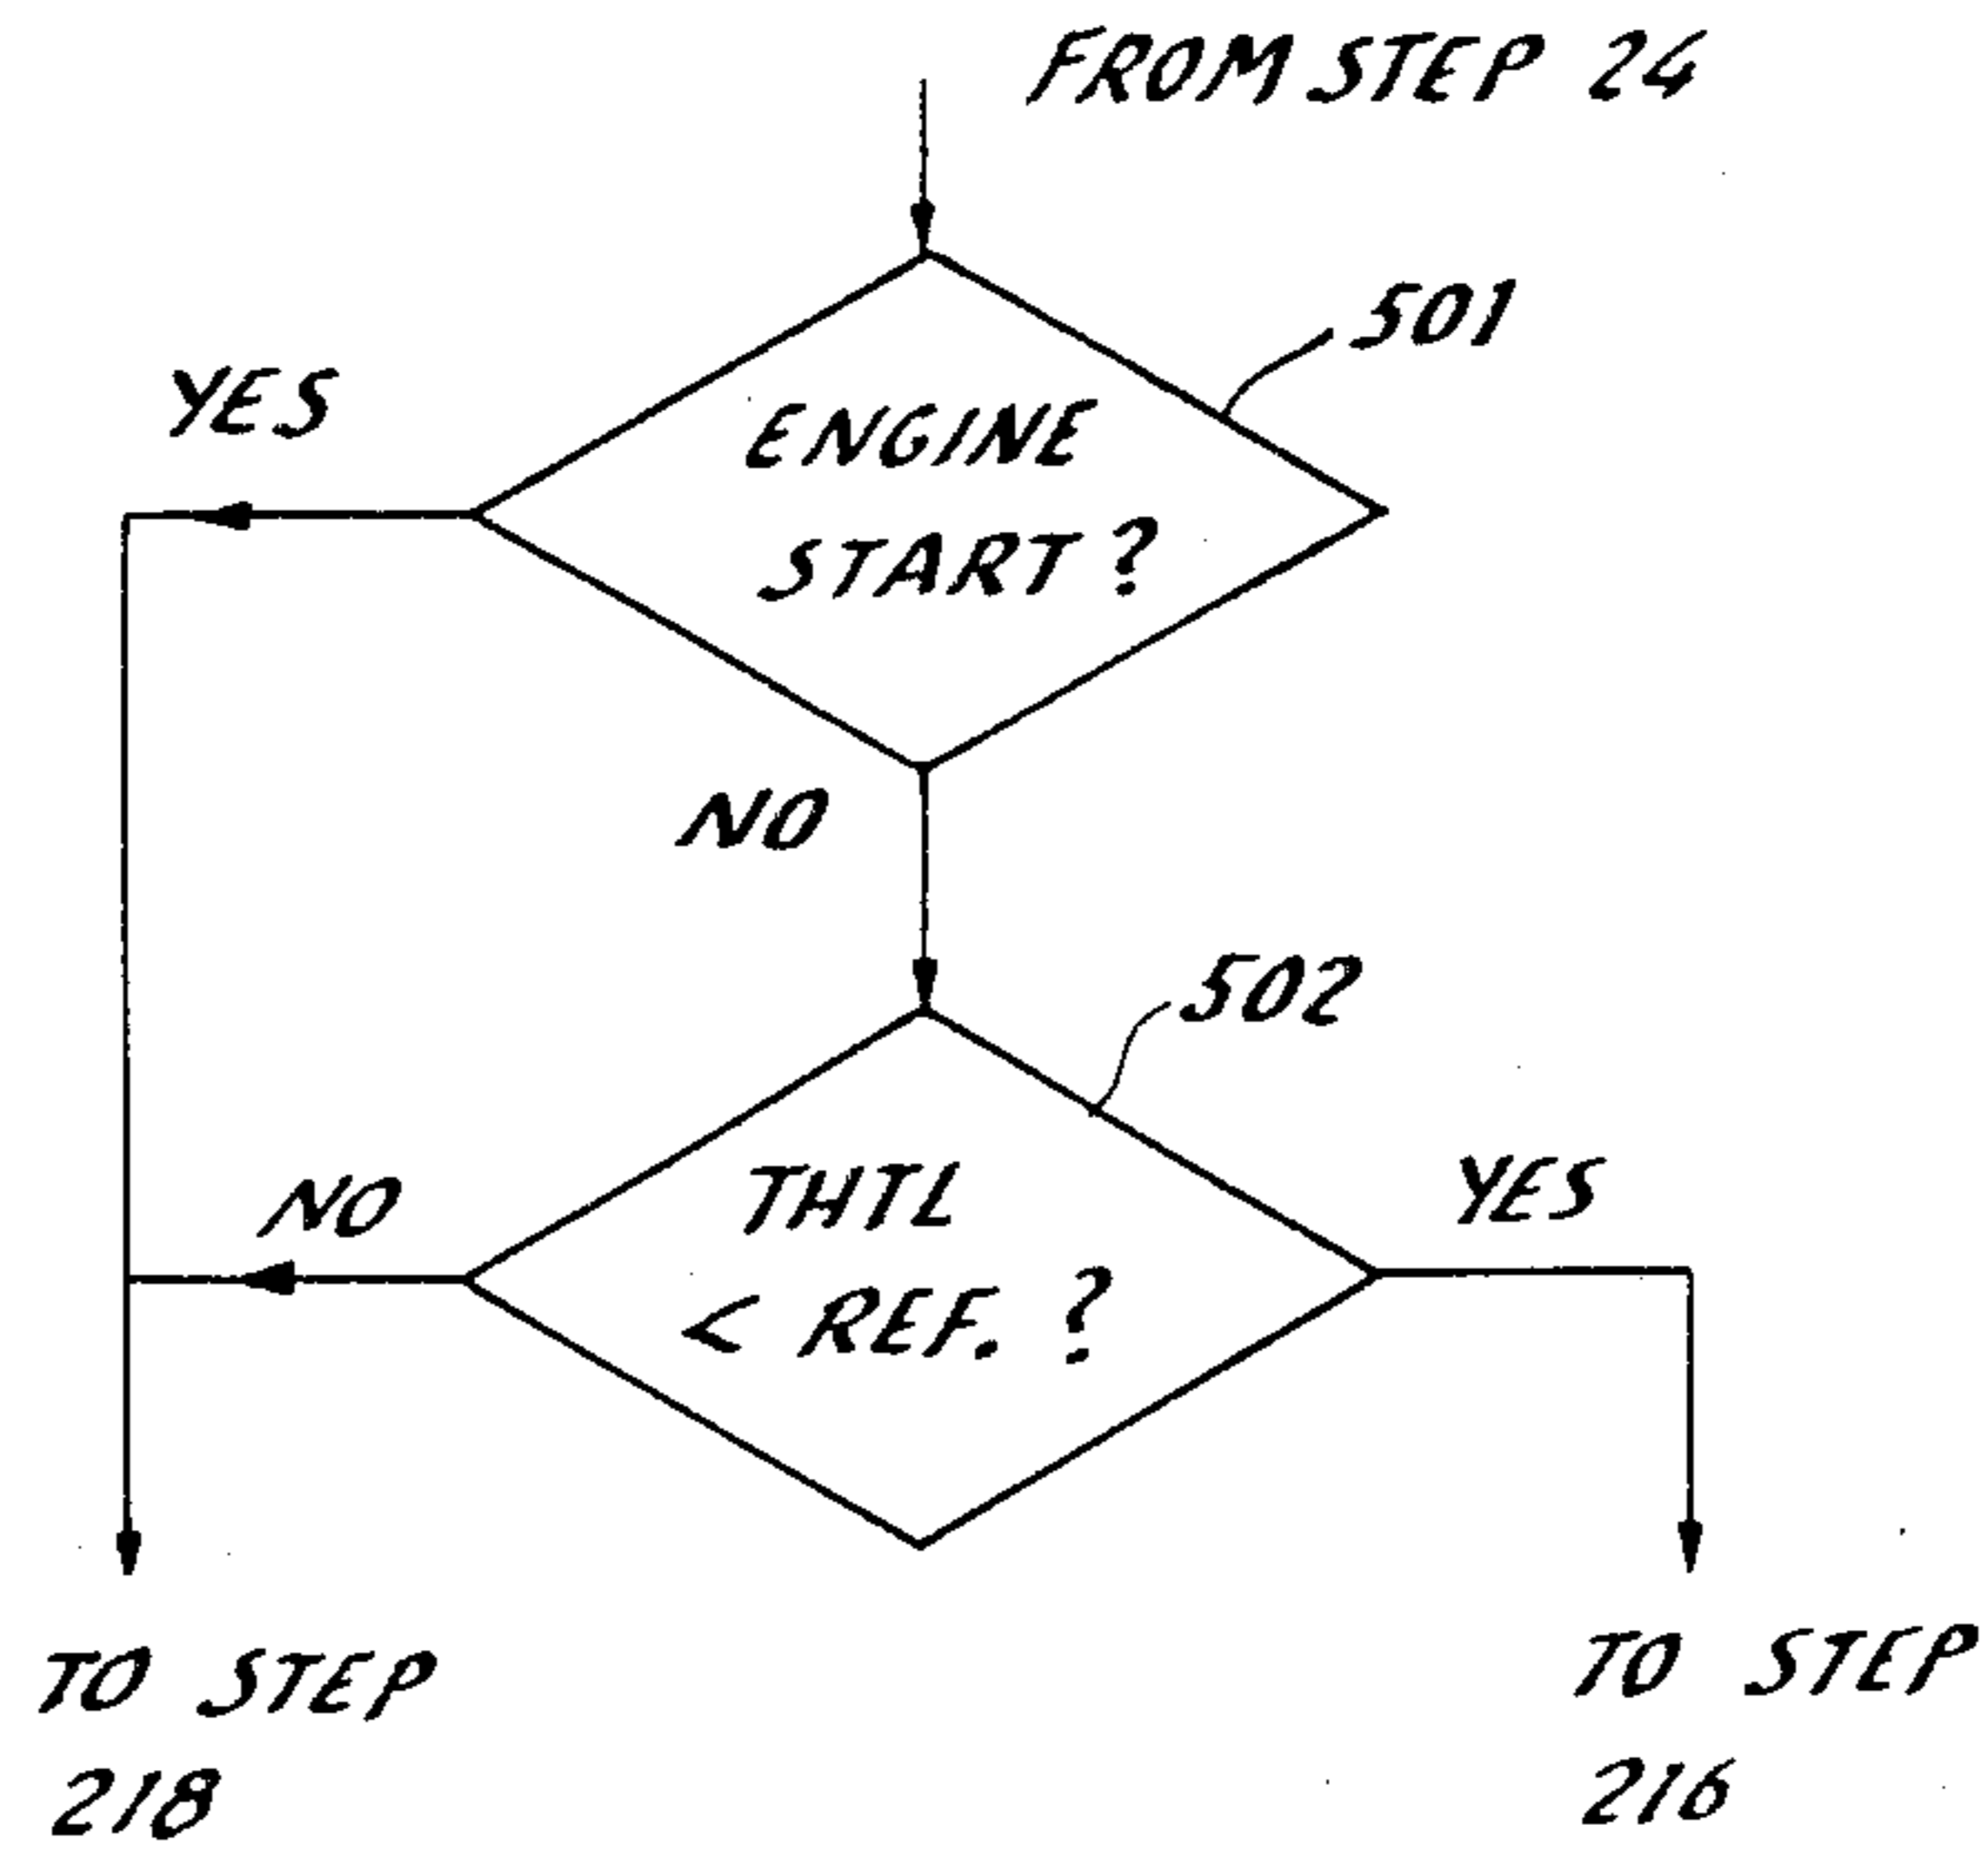 FROM STEP 24
501
YES
ENGINE
START?
NO
502
NO
THTL
YES
< REF. ?
TO STEP
218
TO STEP
216